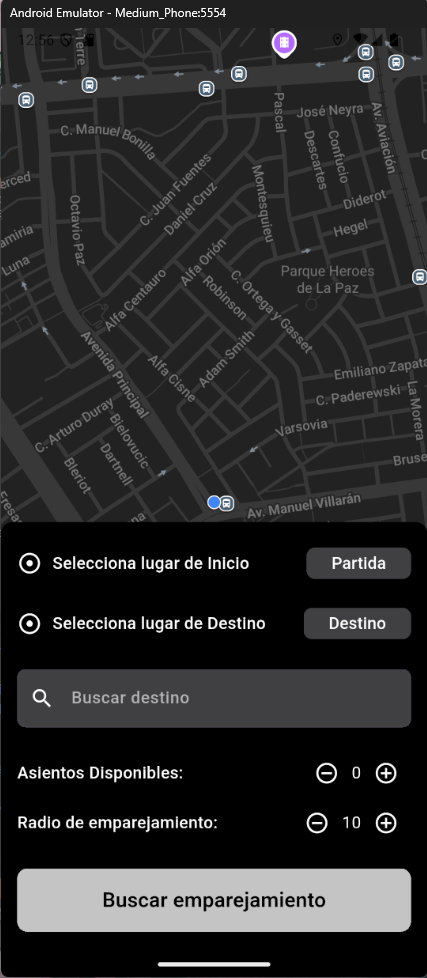 Android Emulator - Medium_Phone:5554
12:56
Terre
José Neyra
Pascal
Av. Aviación
C. Manuel Bonilla
Descartes
Confucio
C. Juan Fuentes
Daniel Cruz
Montesquieu
erced
Diderot
Octavio Paz
Hegel
amiria
Luna
Alfa Orión
Parque Heroes
de La Paz
Alfa Centauro
Robinson
C. Ortega y Gasset
Adam Smith
Avenida Principal
Alfa Cisne
Emiliano Zapata
C. Paderewski
La Morera
C. Arturo Duray
Bielovucic
Varsovia
Dartnell
Bleriot
Bruse
Av. Manuel Villarán
Selecciona lugar de Inicio Partida
Selecciona lugar de Destino Destino
Buscar destino
Asientos Disponibles: 0
Radio de emparejamiento: 10
Buscar emparejamiento